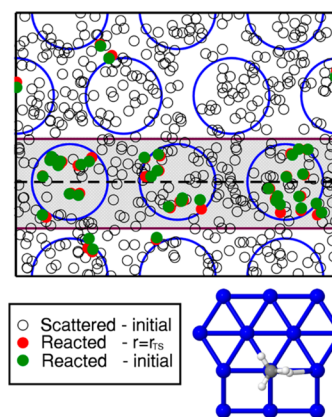 Scattered - initial
Reacted - r=r_TS
Reacted - initial